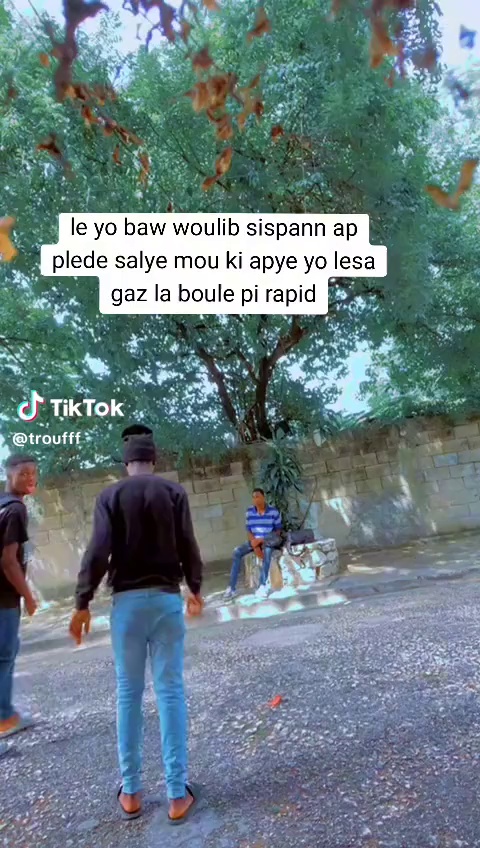 le yo baw woulib sispann ap
plede salye mou ki apye yo lesa
gaz la boule pi rapid
TikTok
@troufff